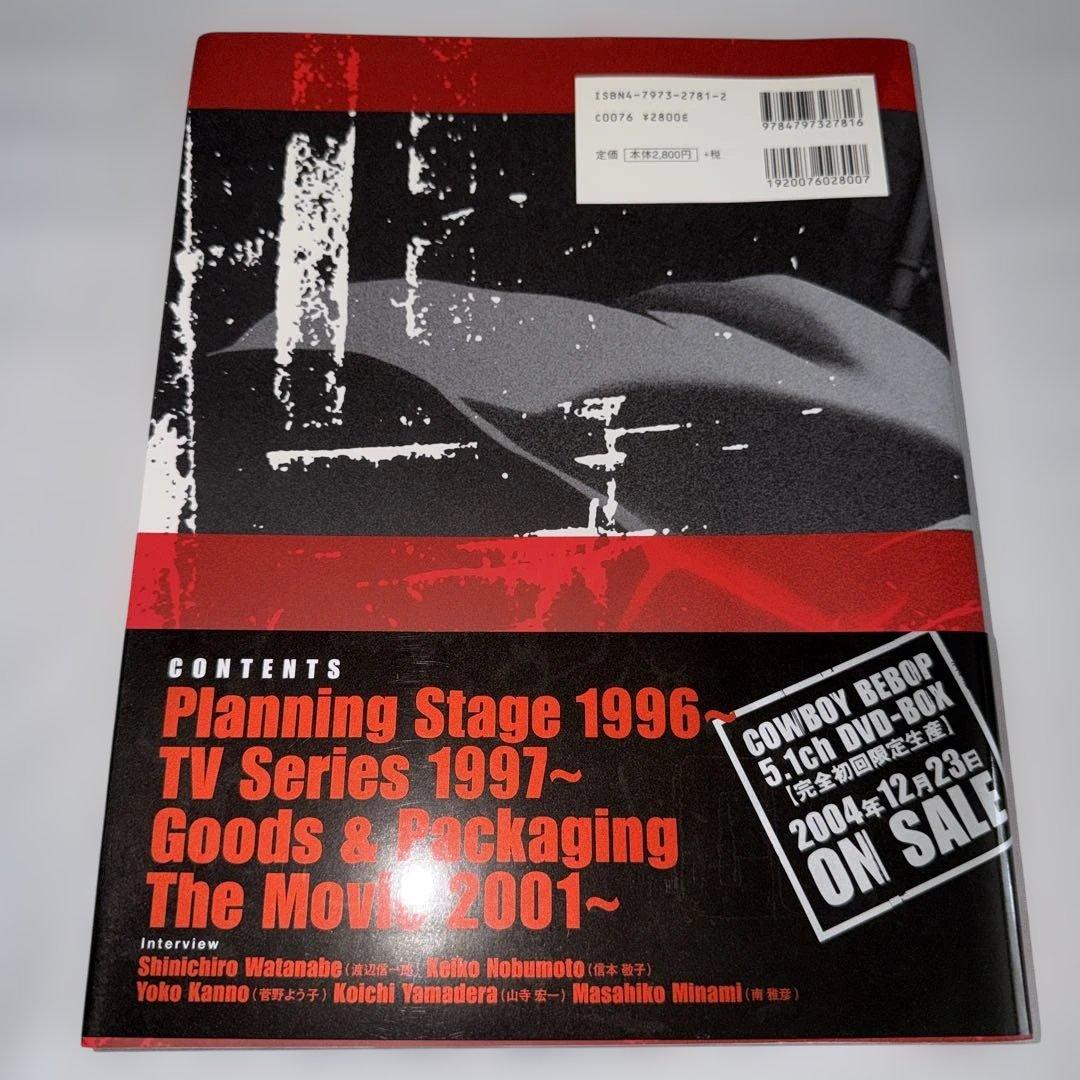 ISBN4-7973-2781-2
C0076 ¥2800E
定価 本体2,800円 +税
9784797327816
1920076028007
CONTENTS
Planning Stage 1996~
TV Series 1997~
Goods & Packaging
The Movie 2001~
COWBOY BEBOP
5.1ch DVD-BOX
【完全初回限定生産】
2004年12月23日
ON SALE
Interview
Shinichiro Watanabe(渡辺信一郎) Keiko Nobumoto(信本 敬子)
Yoko Kanno(菅野よう子) Koichi Yamadera(山寺 宏一) Masahiko Minami(南 雅彦)